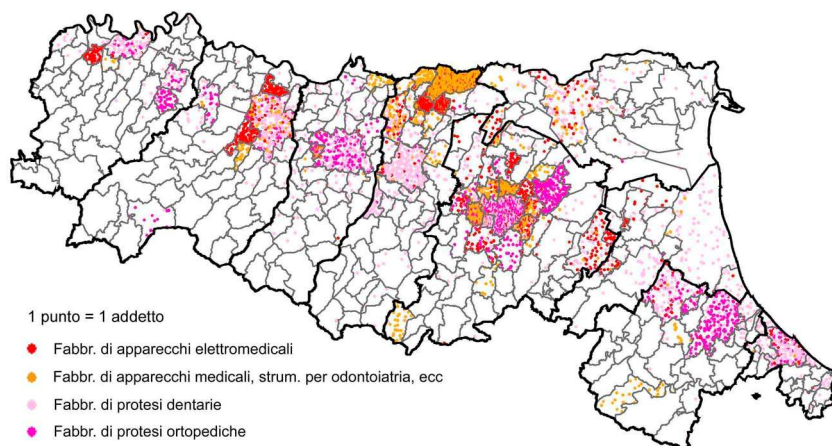 1 punto = 1 addetto
Fabbr. di apparecchi elettromedicali
Fabbr. di apparecchi medicali, strum. per odontoiatria, ecc
Fabbr. di protesi dentarie
Fabbr. di protesi ortopediche